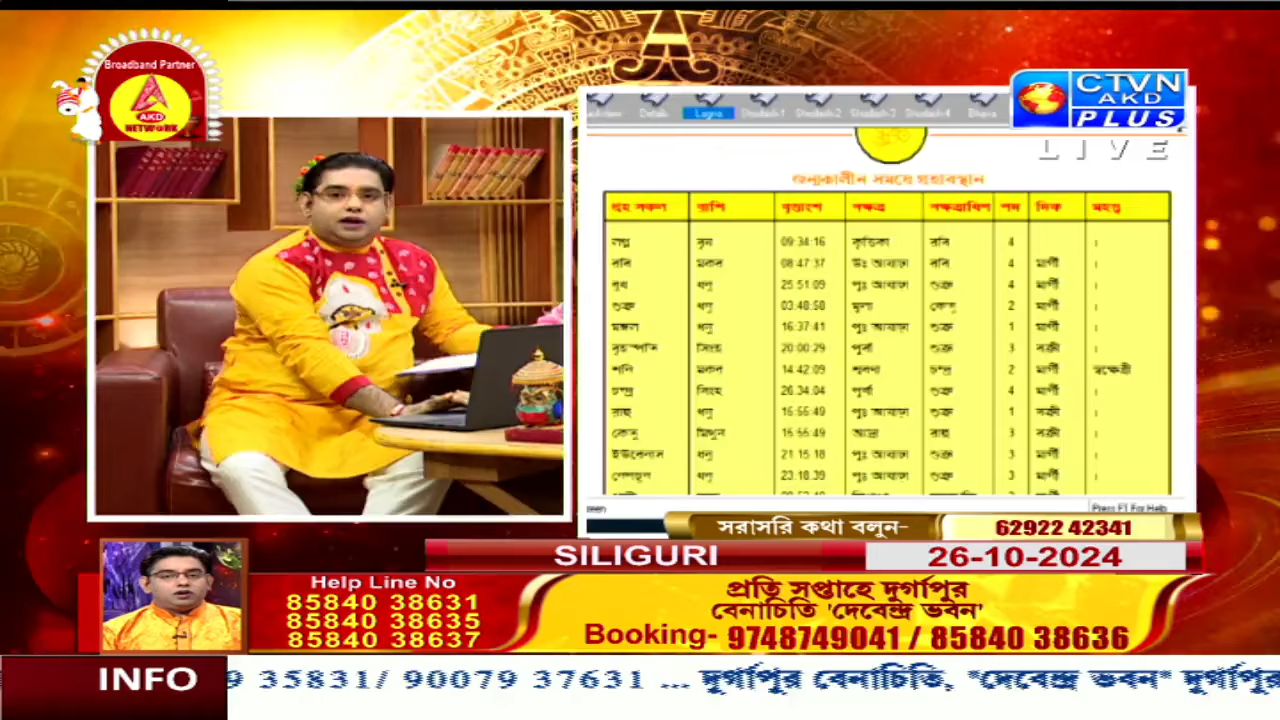 Broadband Partner
AKD
NETWORK
CTVN
AKD
PLUS
LIVE
Lagna
জন্মকালীন সময়ে গ্রহাবস্থান
গ্রহ সকল রাশি বৃত্তাংশ নক্ষত্র নক্ষত্রাধিপ পদ দিক
লগ্ন বৃষ 09:34:16 কৃত্তিকা রবি 4 ।
রবি মকর 08:47:37 উঃ আষাঢ়া রবি 4 মার্গী ।
বুধ ধনু 25:51:09 পূঃ আষাঢ়া শুক্র 4 মার্গী ।
শুক্র ধনু 03:48:58 মূলা কেতু 2 মার্গী ।
মঙ্গল ধনু 16:37:41 পূঃ আষাঢ়া শুক্র 1 মার্গী ।
বৃহস্পতি সিংহ 20:00:29 পূর্বা শুক্র 3 বক্রী ।
শনি মকর 14:42:09 শ্রবণা চন্দ্র 2 মার্গী স্বক্ষেত্রী
চন্দ্র সিংহ 26:34:04 পূর্বা শুক্র 4 মার্গী ।
রাহু ধনু 16:56:49 পূঃ আষাঢ়া শুক্র 1 বক্রী ।
কেতু মিথুন 16:56:49 আর্দ্রা রাহু 3 বক্রী ।
ইউরেনাস ধনু 21:15:18 পূঃ আষাঢ়া শুক্র 3 মার্গী ।
নেপচুন ধনু 23:18:39 পূঃ আষাঢ়া শুক্র 3 মার্গী ।
Press F1 For Help
সরাসরি কথা বলুন- 62922 42341
SILIGURI 26-10-2024
Help Line No
85840 38631
85840 38635
85840 38637
প্রতি সপ্তাহে দুর্গাপুর
বেনাচিতি 'দেবেন্দ্র ভবন'
Booking- 9748749041 / 85840 38636
INFO 9 35831/ 90079 37631 ... দুর্গাপুর বেনাচিতি, "দেবেন্দ্র ভবন" দুর্গাপুর